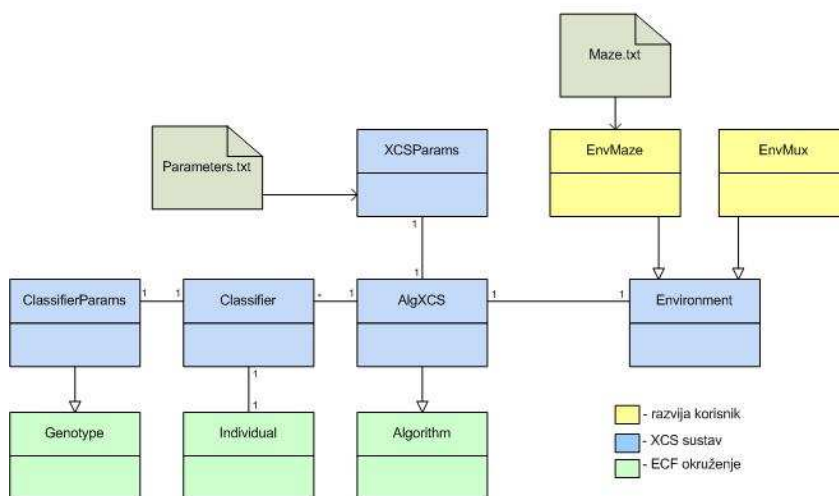 Maze.txt
Parameters.txt
XCSParams
EnvMaze
EnvMux
1
1
ClassifierParams
1
1
Classifier
*
1
AlgXCS
1
1
Environment
1
1
Genotype
Individual
Algorithm
- razvija korisnik
- XCS sustav
- ECF okruženje